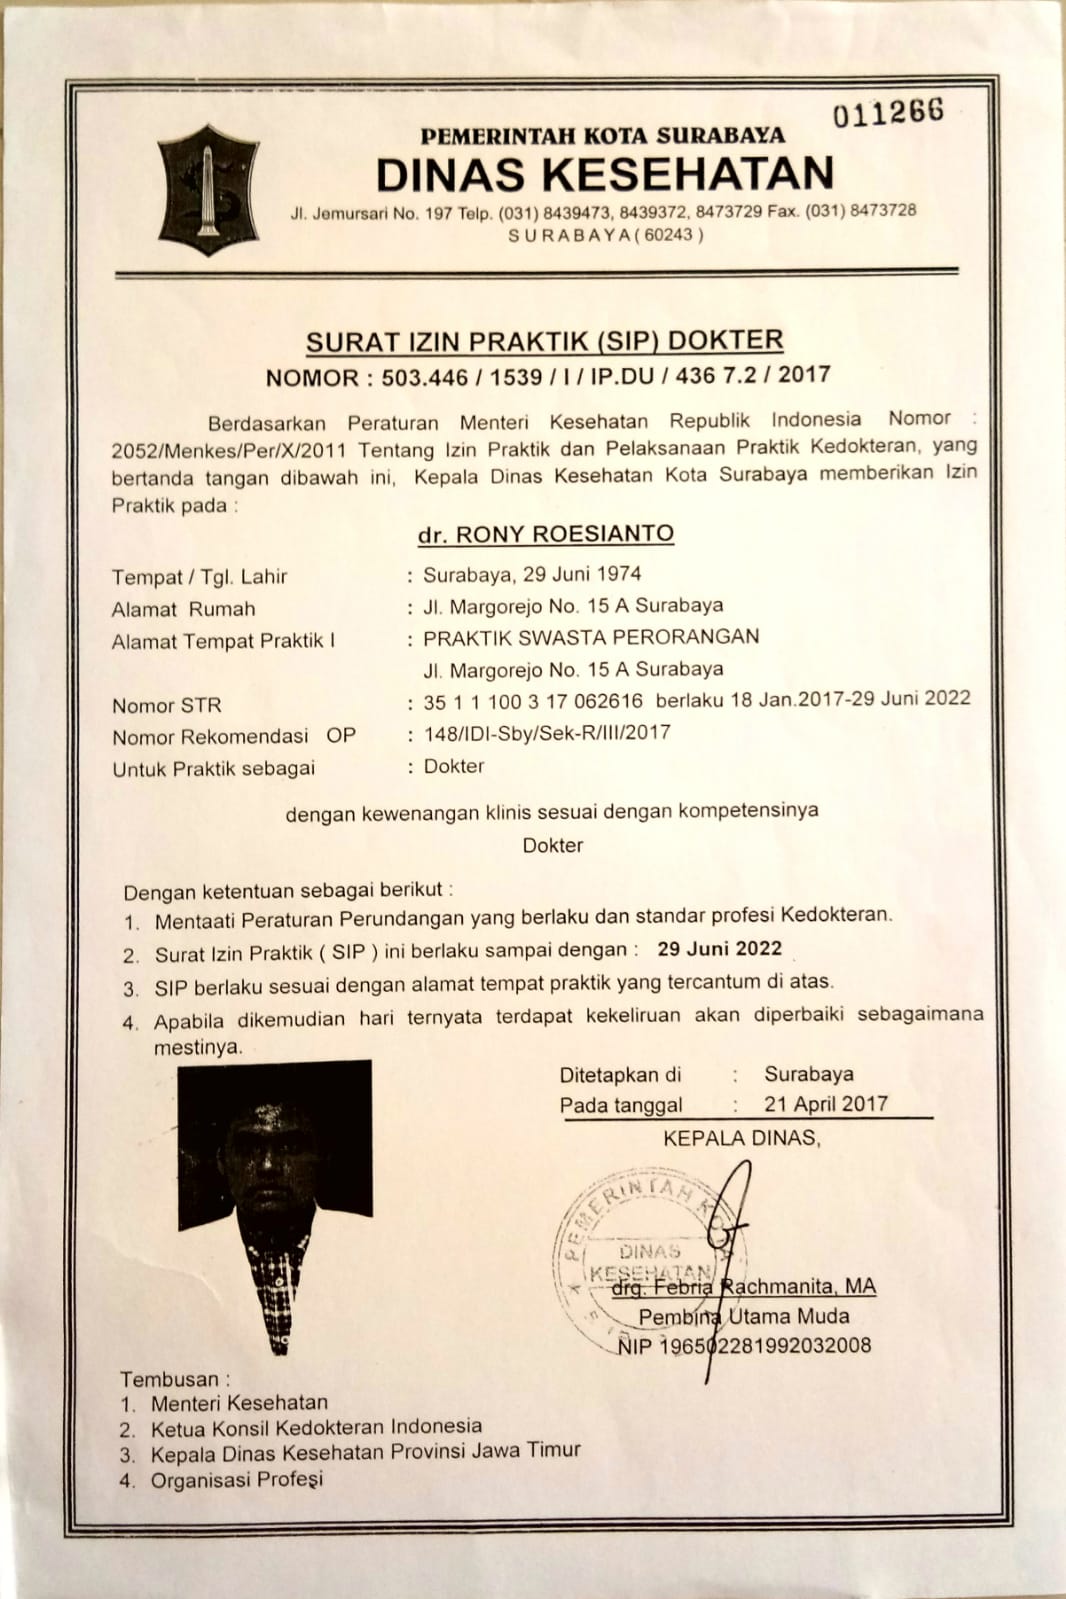 011266
PEMERINTAH KOTA SURABAYA
DINAS KESEHATAN
Jl. Jemursari No. 197 Telp. (031) 8439473, 8439372, 8473729 Fax. (031) 8473728
SURABAYA ( 60243 )
SURAT IZIN PRAKTIK (SIP) DOKTER
NOMOR : 503.446 / 1539 / I / IP.DU / 436 7.2 / 2017
Berdasarkan Peraturan Menteri Kesehatan Republik Indonesia Nomor :
2052/Menkes/Per/X/2011 Tentang Izin Praktik dan Pelaksanaan Praktik Kedokteran, yang
bertanda tangan dibawah ini, Kepala Dinas Kesehatan Kota Surabaya memberikan Izin
Praktik pada :
dr. RONY ROESIANTO
Tempat / Tgl. Lahir : Surabaya, 29 Juni 1974
Alamat Rumah : Jl. Margorejo No. 15 A Surabaya
Alamat Tempat Praktik I : PRAKTIK SWASTA PERORANGAN
Jl. Margorejo No. 15 A Surabaya
Nomor STR : 35 1 1 100 3 17 062616 berlaku 18 Jan.2017-29 Juni 2022
Nomor Rekomendasi OP : 148/IDI-Sby/Sek-R/III/2017
Untuk Praktik sebagai : Dokter
dengan kewenangan klinis sesuai dengan kompetensinya
Dokter
Dengan ketentuan sebagai berikut :
1. Mentaati Peraturan Perundangan yang berlaku dan standar profesi Kedokteran.
2. Surat Izin Praktik ( SIP ) ini berlaku sampai dengan : 29 Juni 2022
3. SIP berlaku sesuai dengan alamat tempat praktik yang tercantum di atas.
4. Apabila dikemudian hari ternyata terdapat kekeliruan akan diperbaiki sebagaimana
mestinya.
Ditetapkan di : Surabaya
Pada tanggal : 21 April 2017
KEPALA DINAS,
PEMERINTAH KOTA
DINAS
KESEHATAN
drg. Febria Rachmanita, MA
Pembina Utama Muda
NIP 196502281992032008
Tembusan :
1. Menteri Kesehatan
2. Ketua Konsil Kedokteran Indonesia
3. Kepala Dinas Kesehatan Provinsi Jawa Timur
4. Organisasi Profesi